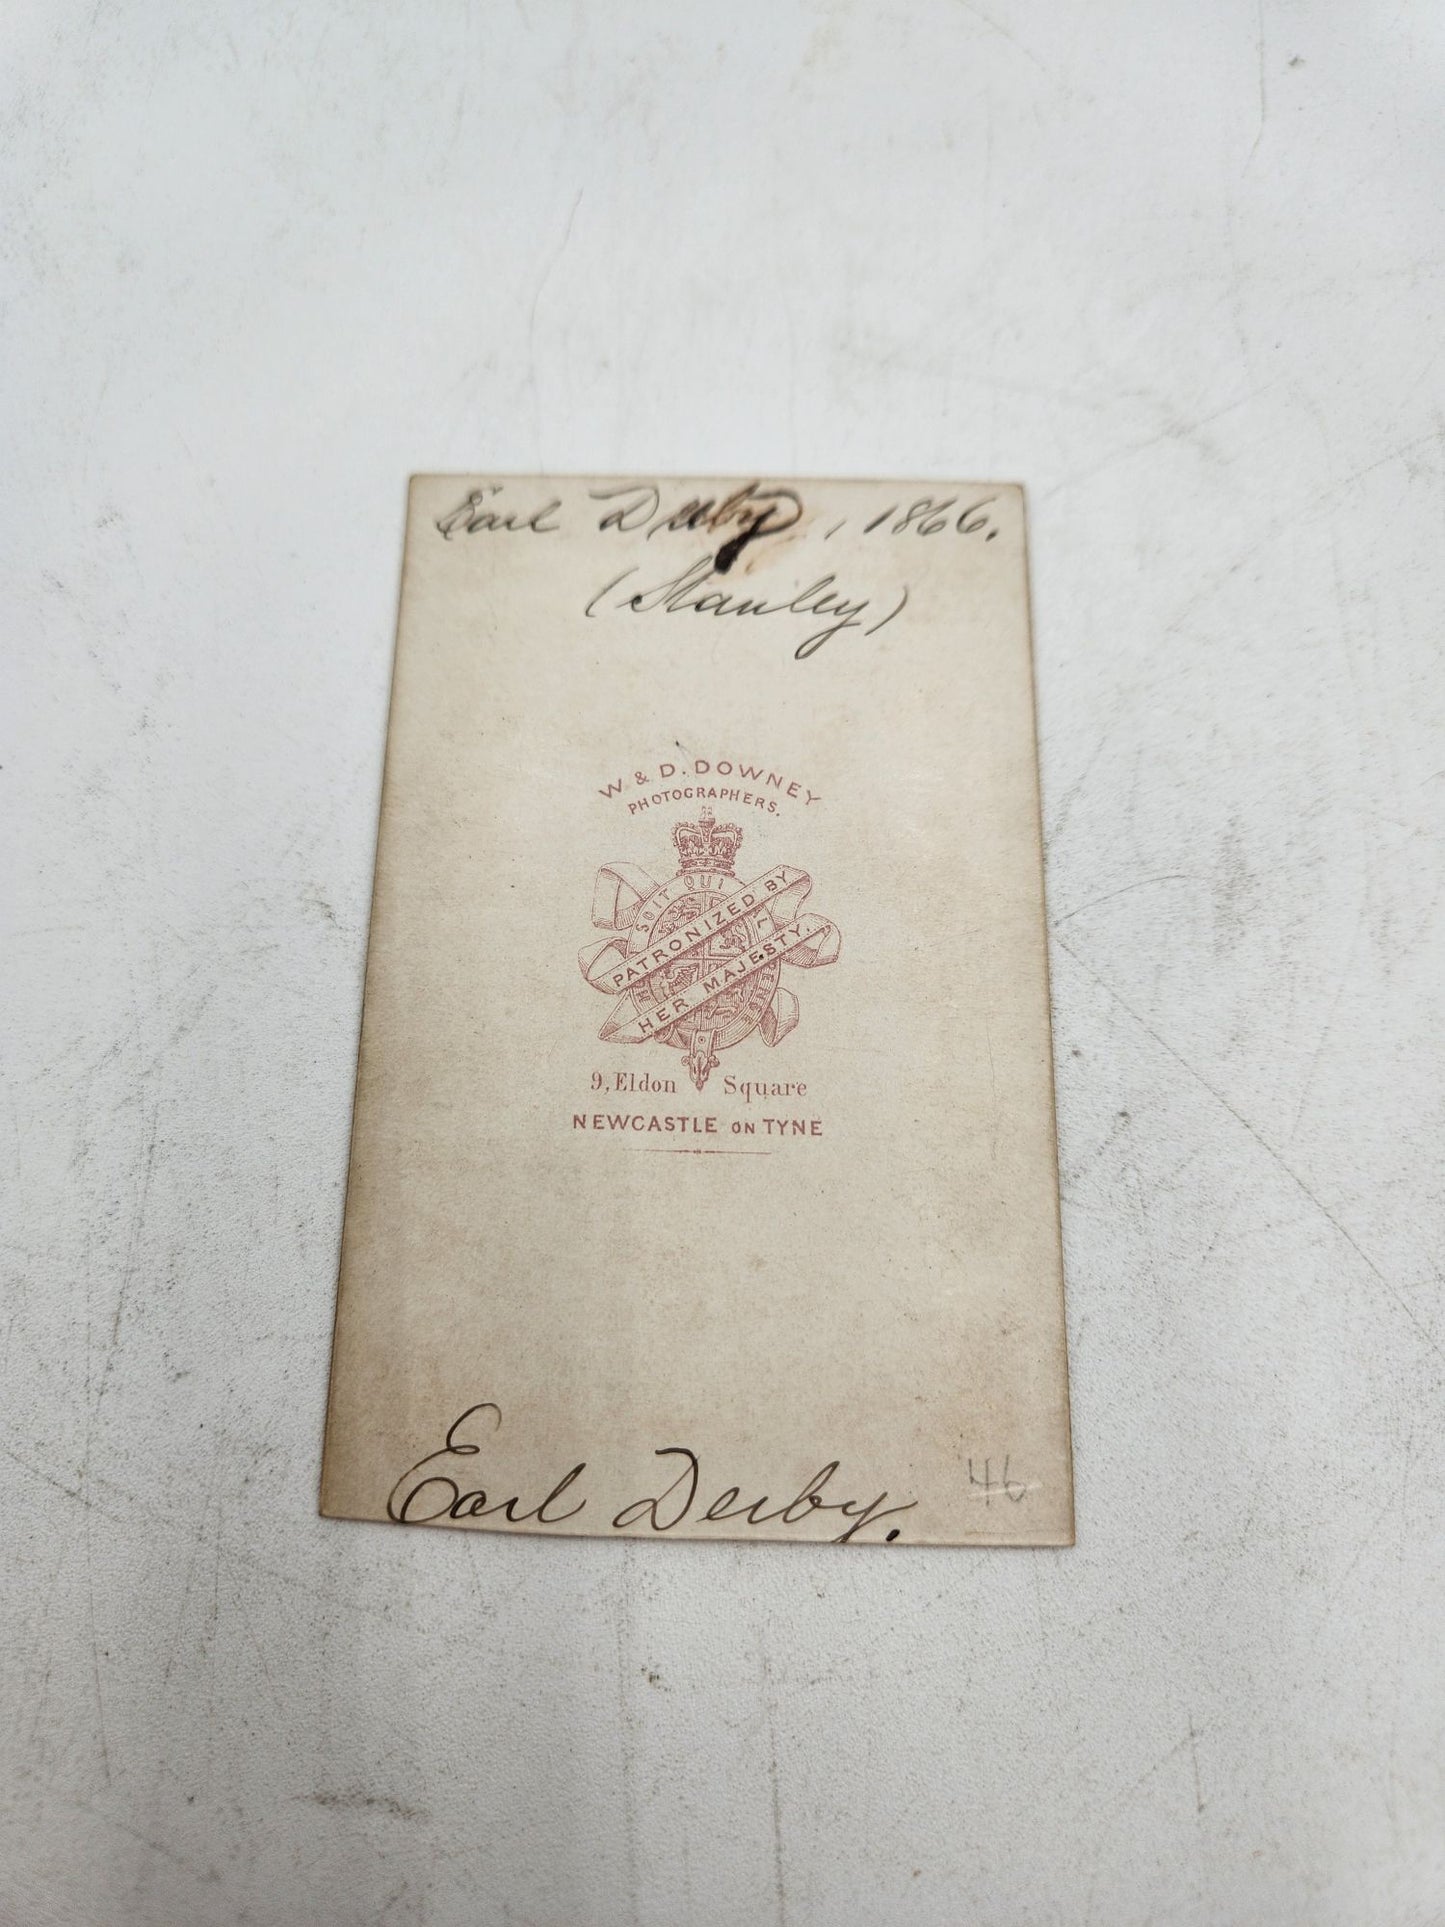 Earl Derby, 1866.
(Stanley)
W & D. DOWNEY
PHOTOGRAPHERS.
SOIT QUI
PATRONIZED BY
HER MAJESTY.
9, Eldon Square
NEWCASTLE ON TYNE
Earl Derby.
46